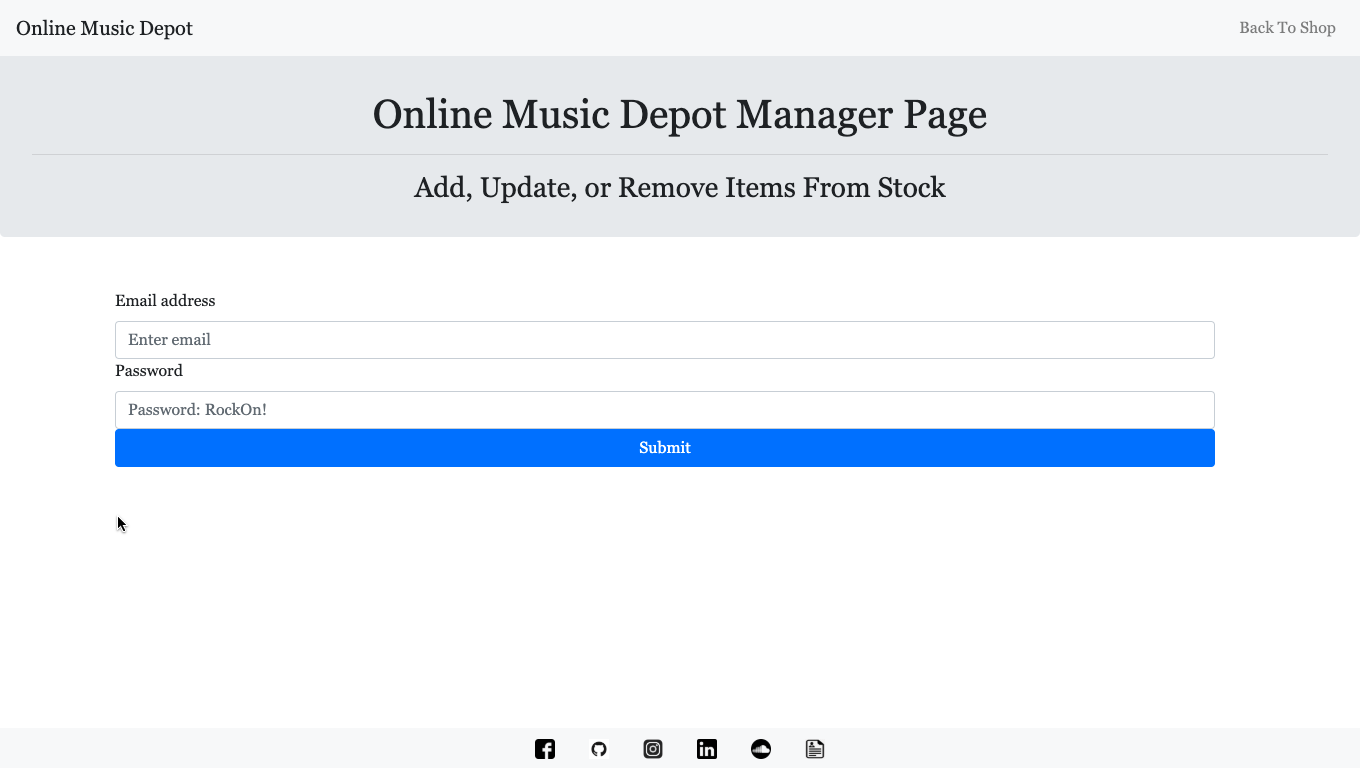 Online Music Depot
Back To Shop
Online Music Depot Manager Page
Add, Update, or Remove Items From Stock
Email address
Enter email
Password
Password: RockOn!
Submit